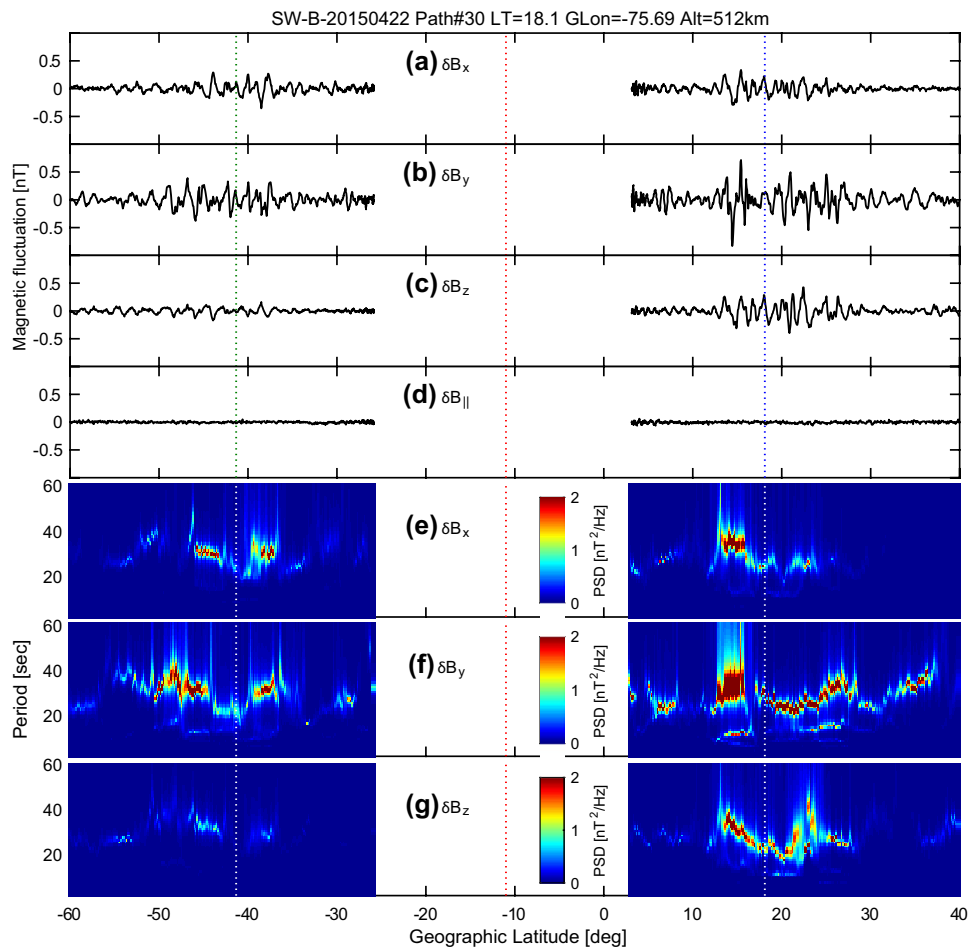 SW-B-20150422 Path#30 LT=18.1 GLon=-75.69 Alt=512km
Magnetic fluctuation [nT]
0.5
0
-0.5
(a) δBx
0.5
0
-0.5
(b) δBy
0.5
0
-0.5
(c) δBz
0.5
0
-0.5
(d) δB||
Period [sec]
60
40
20
(e) δBx
2
1
0
PSD [nT²/Hz]
60
40
20
(f) δBy
2
1
0
PSD [nT²/Hz]
60
40
20
(g) δBz
2
1
0
PSD [nT²/Hz]
-60 -50 -40 -30 -20 -10 0 10 20 30 40
Geographic Latitude [deg]